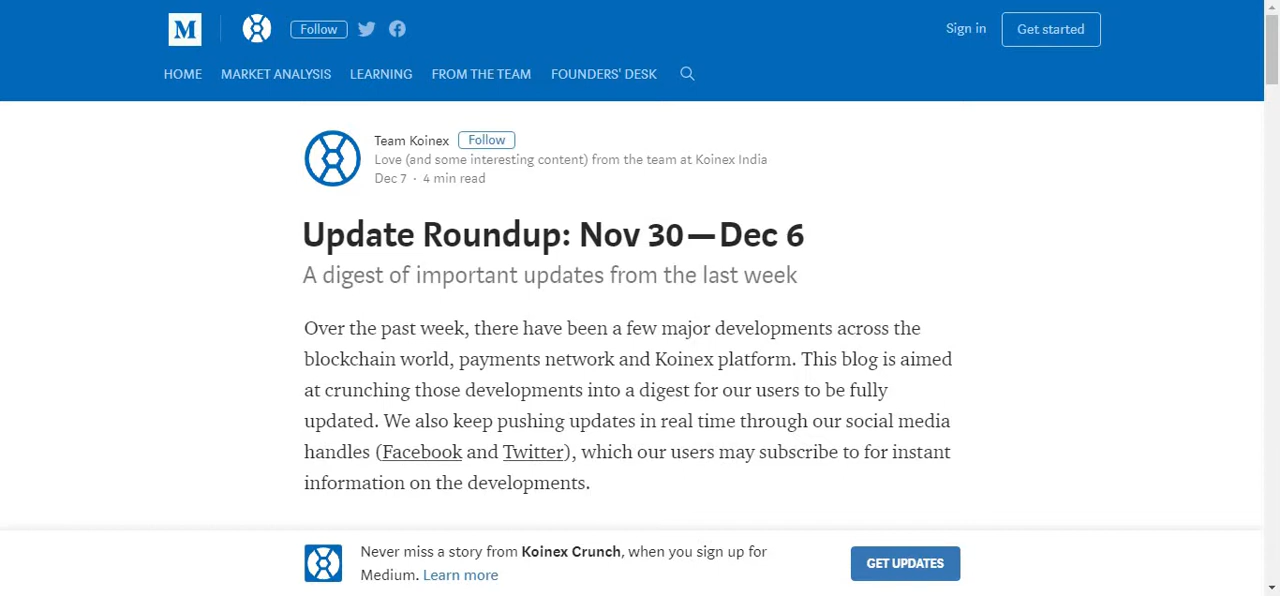 M Follow Sign in Get started
HOME MARKET ANALYSIS LEARNING FROM THE TEAM FOUNDERS' DESK
Team Koinex Follow
Love (and some interesting content) from the team at Koinex India
Dec 7 · 4 min read
Update Roundup: Nov 30—Dec 6
A digest of important updates from the last week
Over the past week, there have been a few major developments across the
blockchain world, payments network and Koinex platform. This blog is aimed
at crunching those developments into a digest for our users to be fully
updated. We also keep pushing updates in real time through our social media
handles (Facebook and Twitter), which our users may subscribe to for instant
information on the developments.
Never miss a story from Koinex Crunch, when you sign up for
Medium. Learn more
GET UPDATES